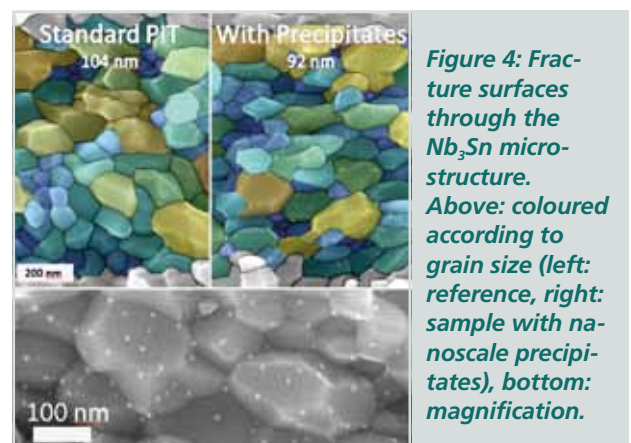 Standard PIT
104 nm
With Precipitates
92 nm
200 nm
100 nm
Figure 4: Frac-
ture surfaces
through the
Nb₃Sn micro-
structure.
Above: coloured
according to
grain size (left:
reference, right:
sample with na-
noscale precipi-
tates), bottom:
magnification.